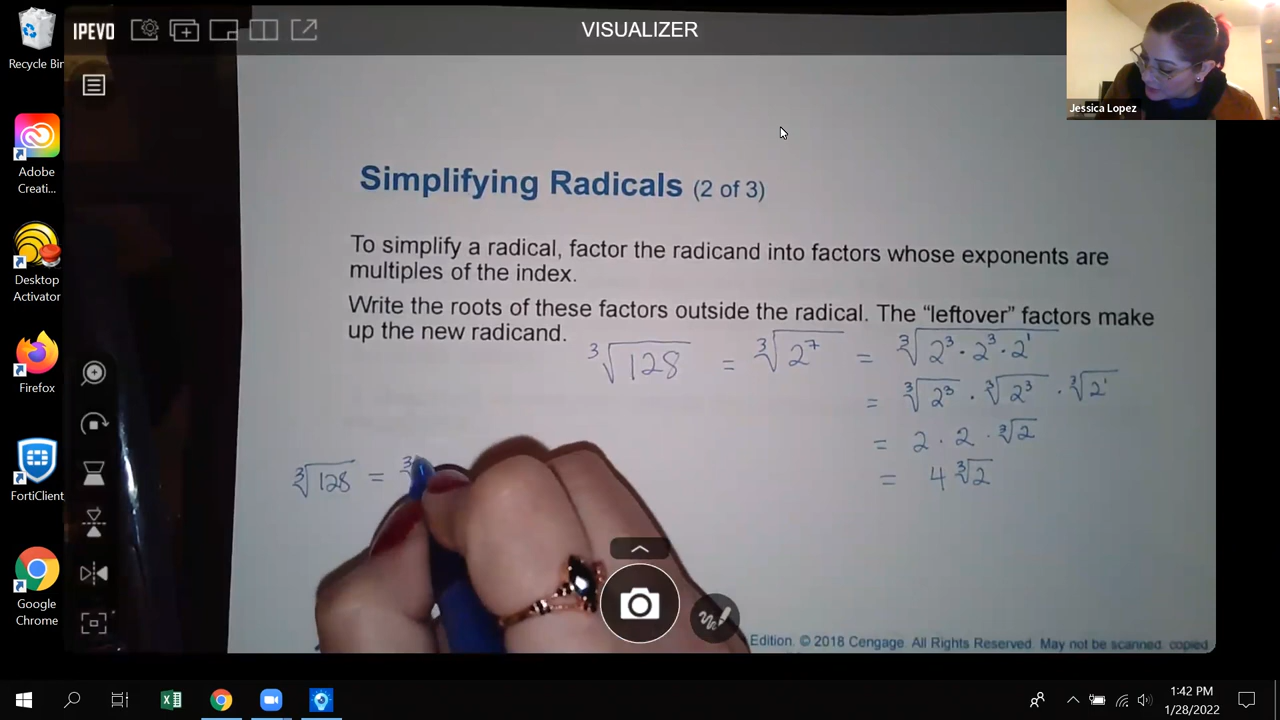 IPEVO
VISUALIZER
Recycle Bin
Jessica Lopez
Adobe
Creati...
Desktop
Activator
Firefox
FortiClient
Google
Chrome
Simplifying Radicals (2 of 3)
To simplify a radical, factor the radicand into factors whose exponents are
multiples of the index.
Write the roots of these factors outside the radical. The “leftover” factors make
up the new radicand.
∛128 = ∛2⁷ = ∛2³ · 2³ · 2¹
= ∛2³ · ∛2³ · ∛2¹
= 2 · 2 · ∛2
= 4 ∛2
∛128 = 3
Edition. © 2018 Cengage. All Rights Reserved. May not be scanned, copied
1:42 PM
1/28/2022